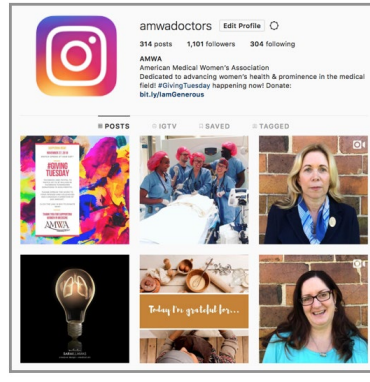 amwadoctors Edit Profile
314 posts 1,101 followers 304 following
AMWA
American Medical Women's Association
Dedicated to advancing women's health & prominence in the medical
field! #GivingTuesday happening now! Donate:
bit.ly/IamGenerous
POSTS IGTV SAVED TAGGED
#GIVING
TUESDAY
AMWA
Today I'm grateful for...